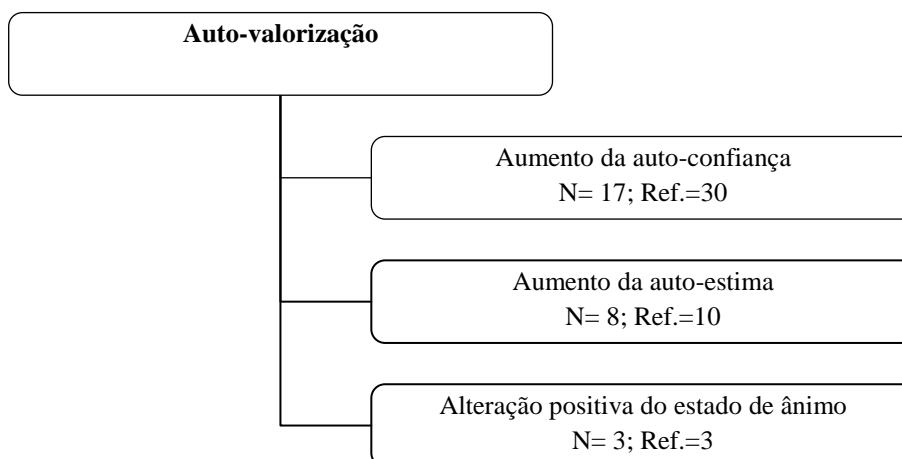 Auto-valorização
Aumento da auto-confiança
N= 17; Ref.=30
Aumento da auto-estima
N= 8; Ref.=10
Alteração positiva do estado de ânimo
N= 3; Ref.=3